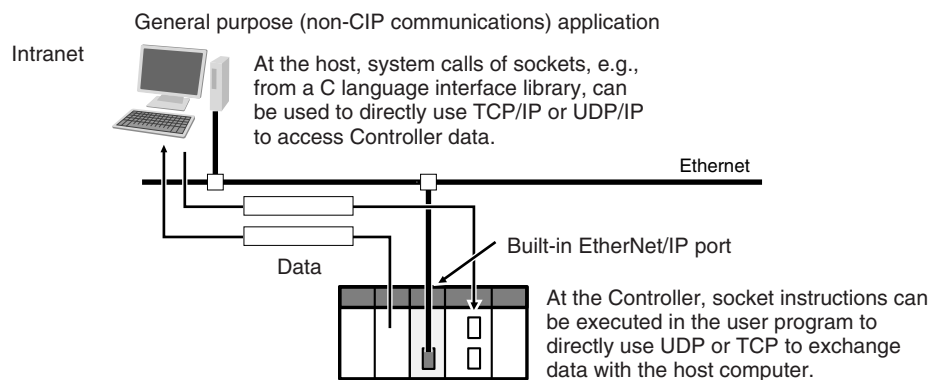 General purpose (non-CIP communications) application
Intranet
At the host, system calls of sockets, e.g.,
from a C language interface library, can
be used to directly use TCP/IP or UDP/IP
to access Controller data.
Ethernet
Built-in EtherNet/IP port
Data
At the Controller, socket instructions can
be executed in the user program to
directly use UDP or TCP to exchange
data with the host computer.